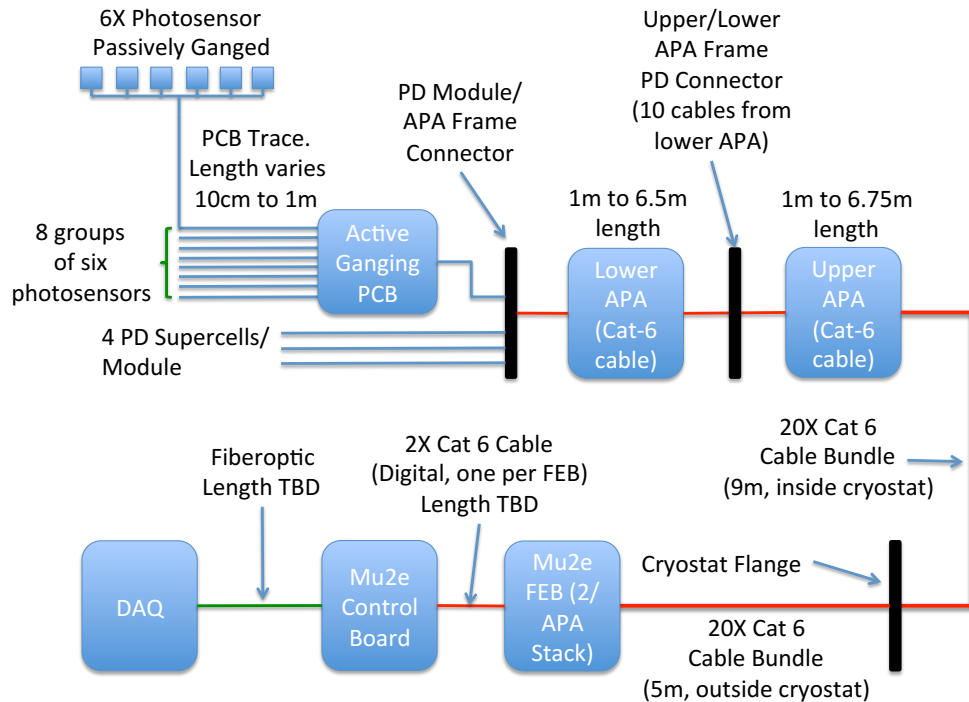 6X Photosensor
Passively Ganged
PCB Trace.
Length varies
10cm to 1m
8 groups
of six
photosensors
Active
Ganging
PCB
4 PD Supercells/
Module
PD Module/
APA Frame
Connector
Upper/Lower
APA Frame
PD Connector
(10 cables from
lower APA)
1m to 6.5m
length
Lower
APA
(Cat-6
cable)
1m to 6.75m
length
Upper
APA
(Cat-6
cable)
20X Cat 6
Cable Bundle
(9m, inside cryostat)
Cryostat Flange
20X Cat 6
Cable Bundle
(5m, outside cryostat)
Mu2e
FEB (2/
APA
Stack)
2X Cat 6 Cable
(Digital, one per FEB)
Length TBD
Mu2e
Control
Board
Fiberoptic
Length TBD
DAQ